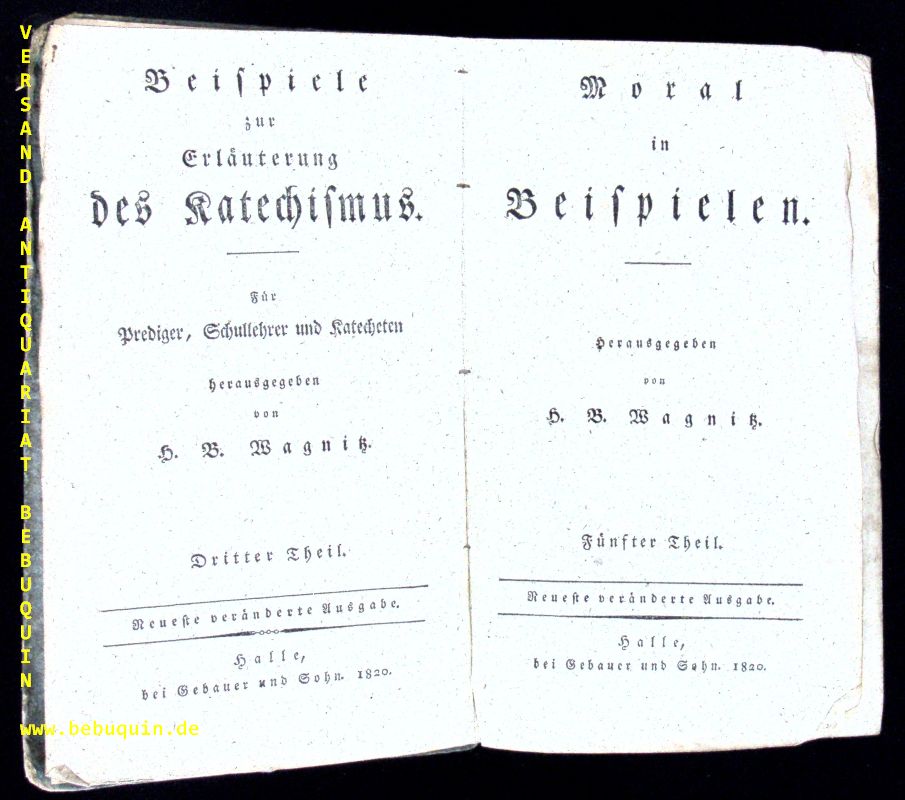 Beispiele
zur
Erläuterung
des Katechismus.
Für
Prediger, Schullehrer und Katecheten
herausgegeben
von
H. B. Wagnitz.
Dritter Theil.
Neueste veränderte Ausgabe.
Halle,
bei Gebauer und Sohn. 1820.
Moral
in
Beispielen.
Herausgegeben
von
H. B. Wagnitz.
Fünfter Theil.
Neueste veränderte Ausgabe.
Halle,
bei Gebauer und Sohn. 1820.
VERSAND ANTIQUARIAT BEBUQUIN
www.bebuquin.de